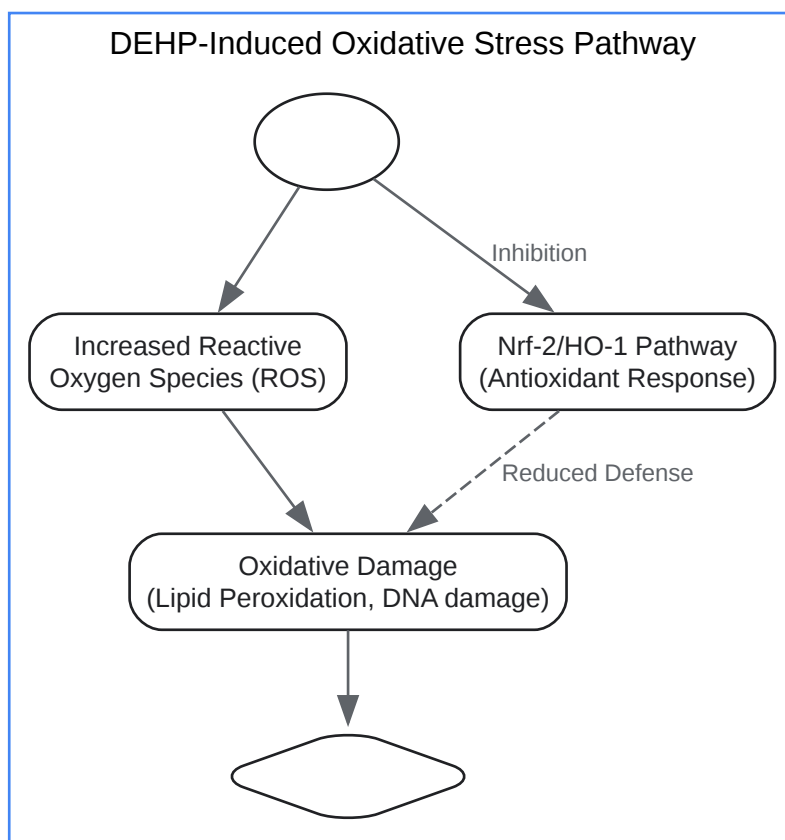 DEHP-Induced Oxidative Stress Pathway
Inhibition
Increased Reactive
Oxygen Species (ROS)
Nrf-2/HO-1 Pathway
(Antioxidant Response)
Reduced Defense
Oxidative Damage
(Lipid Peroxidation, DNA damage)